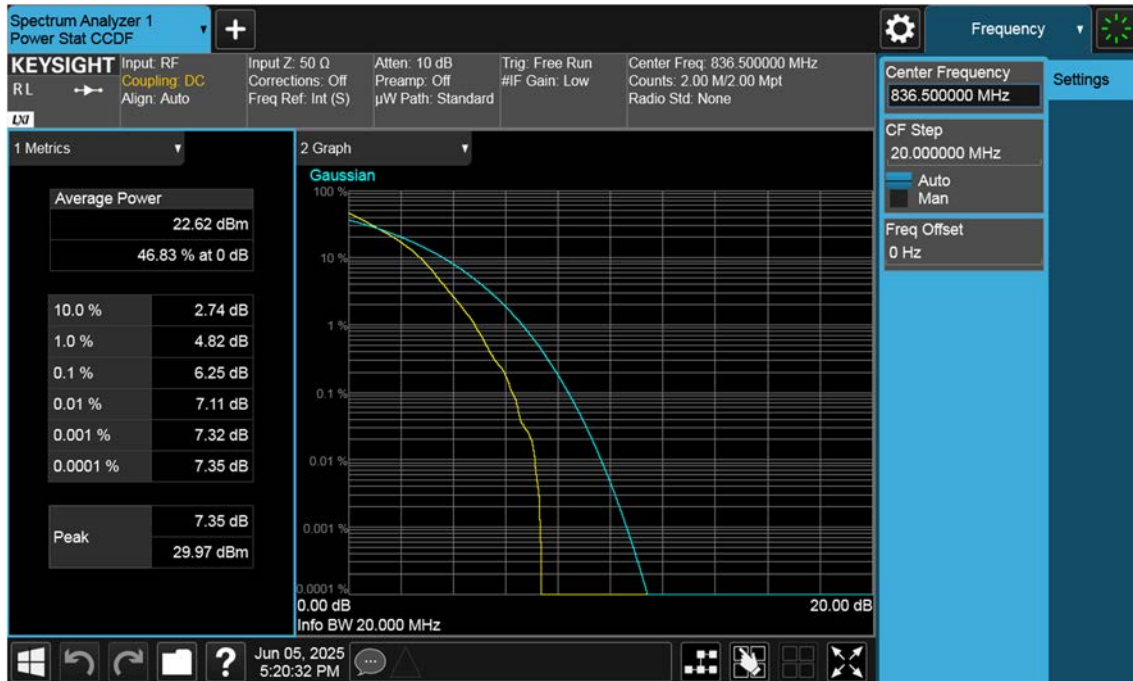 Spectrum Analyzer 1
Power Stat CCDF
Frequency
KEYSIGHT
RL
LXI
Input: RF
Coupling: DC
Align: Auto
Input Z: 50 Ω
Corrections: Off
Freq Ref: Int (S)
Atten: 10 dB
Preamp: Off
µW Path: Standard
Trig: Free Run
#IF Gain: Low
Center Freq: 836.500000 MHz
Counts: 2.00 M/2.00 Mpt
Radio Std: None
Center Frequency
836.500000 MHz
Settings
CF Step
20.000000 MHz
Auto
Man
Freq Offset
0 Hz
1 Metrics
Average Power
22.62 dBm
46.83 % at 0 dB
10.0 % 2.74 dB
1.0 % 4.82 dB
0.1 % 6.25 dB
0.01 % 7.11 dB
0.001 % 7.32 dB
0.0001 % 7.35 dB
Peak
7.35 dB
29.97 dBm
2 Graph
Gaussian
100 %
10 %
1 %
0.1 %
0.01 %
0.001 %
0.0001 %
0.00 dB
20.00 dB
Info BW 20.000 MHz
?
Jun 05, 2025
5:20:32 PM